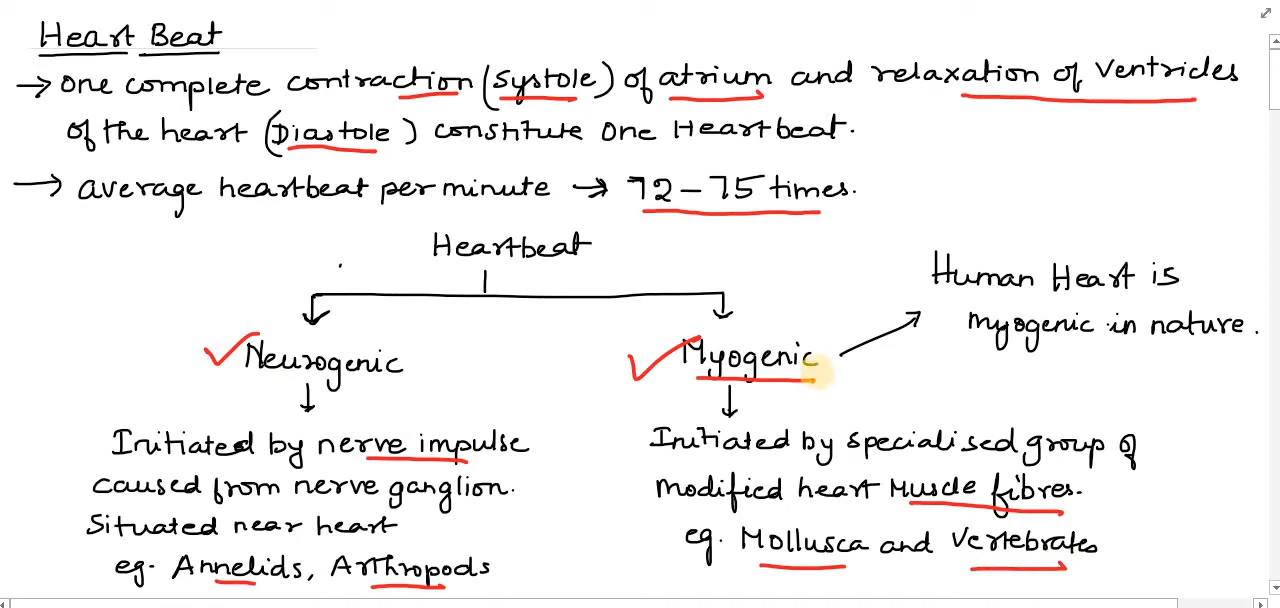 Heart Beat
→ One complete contraction (systole) of atrium and relaxation of ventricles
of the heart (Diastole) constitute One Heartbeat.
→ average heartbeat per minute → 72-75 times.
Heartbeat
Human Heart is
myogenic in nature.
Neurogenic
Myogenic
Initiated by nerve impulse
caused from nerve ganglion.
Situated near heart
eg. Annelids, Arthropods
Initiated by specialised group of
modified heart Muscle fibres.
eg. Mollusca and Vertebrates